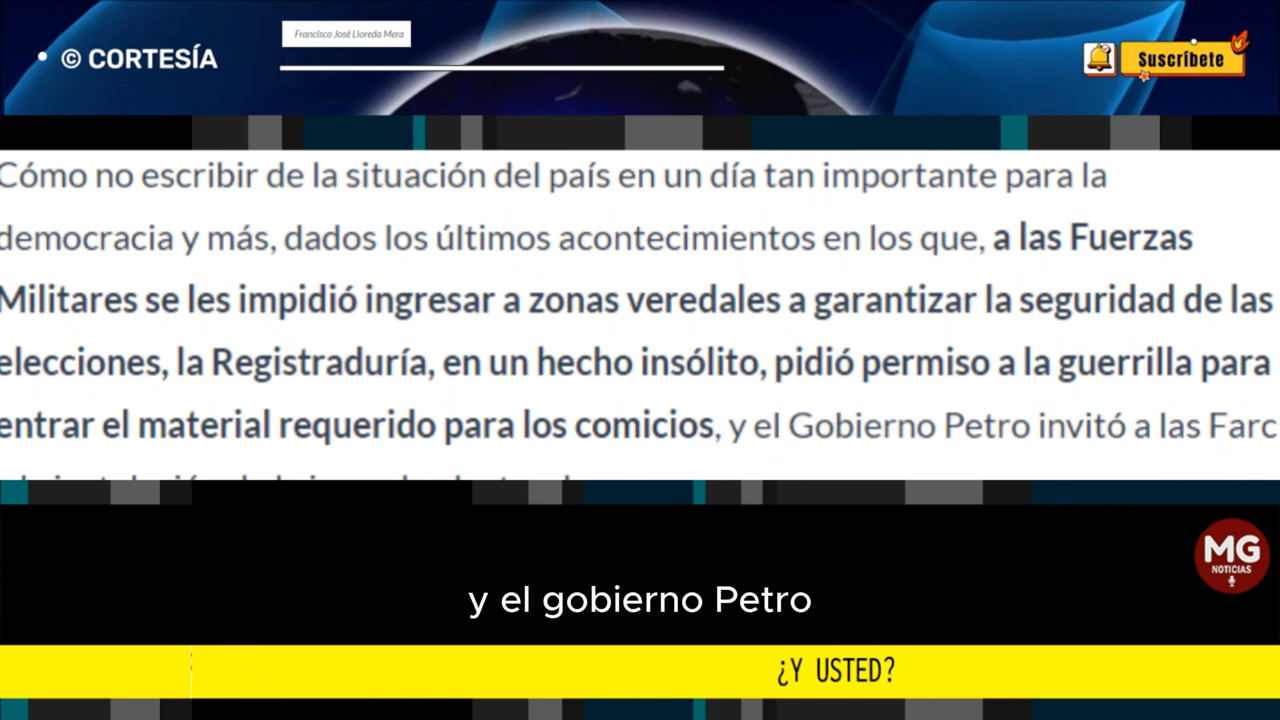 Francisco José Lloreda Mera
© CORTESÍA
Suscríbete
Cómo no escribir de la situación del país en un día tan importante para la
democracia y más, dados los últimos acontecimientos en los que, a las Fuerzas
Militares se les impidió ingresar a zonas veredales a garantizar la seguridad de las
elecciones, la Registraduría, en un hecho insólito, pidió permiso a la guerrilla para
entrar el material requerido para los comicios, y el Gobierno Petro invitó a las Farc
MG
NOTICIAS
y el gobierno Petro
¿Y USTED?